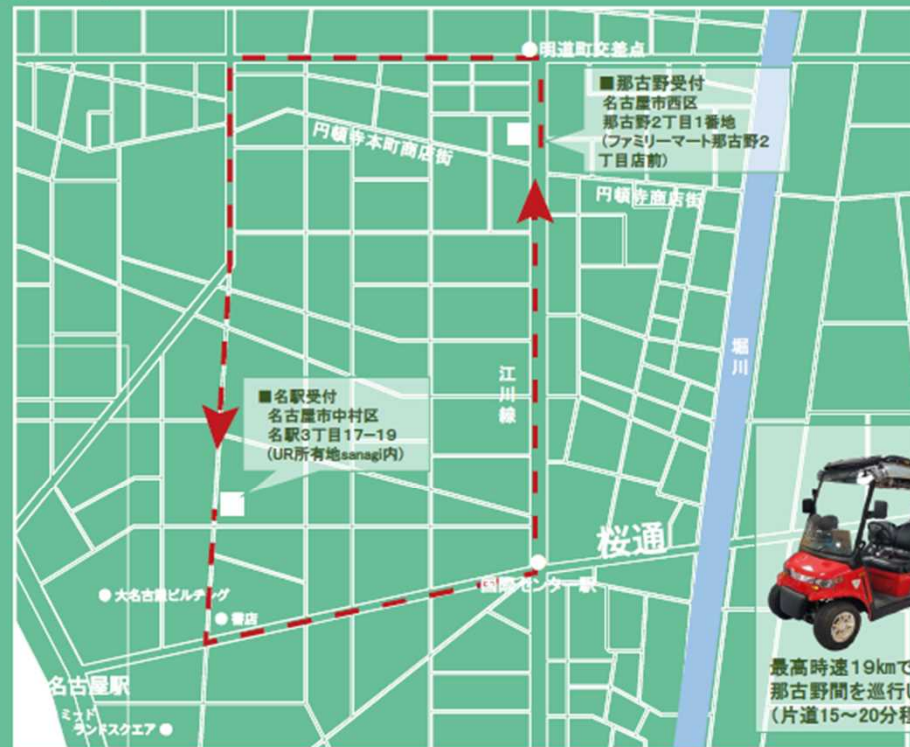 明道町交差点
■那古野受付
名古屋市西区
那古野2丁目1番地
(ファミリーマート那古野2
丁目店前)
円頓寺本町商店街
円頓寺商店街
堀川
江川線
■名駅受付
名古屋市中村区
名駅3丁目17−19
(UR所有地sanagi内)
桜通
国際センター駅
大名古屋ビルヂング
書店
名古屋駅
ミッド
ランドスクエア
最高時速19kmで
那古野間を巡行
(片道15〜20分